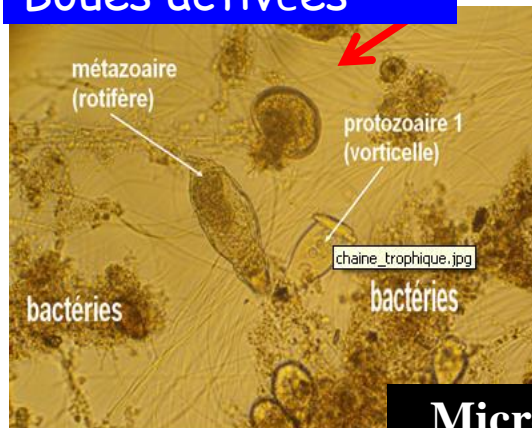 Boues activées
métazoaire
(rotifère)
protozoaire 1
(vorticelle)
chaine_trophique.jpg
bactéries
bactéries